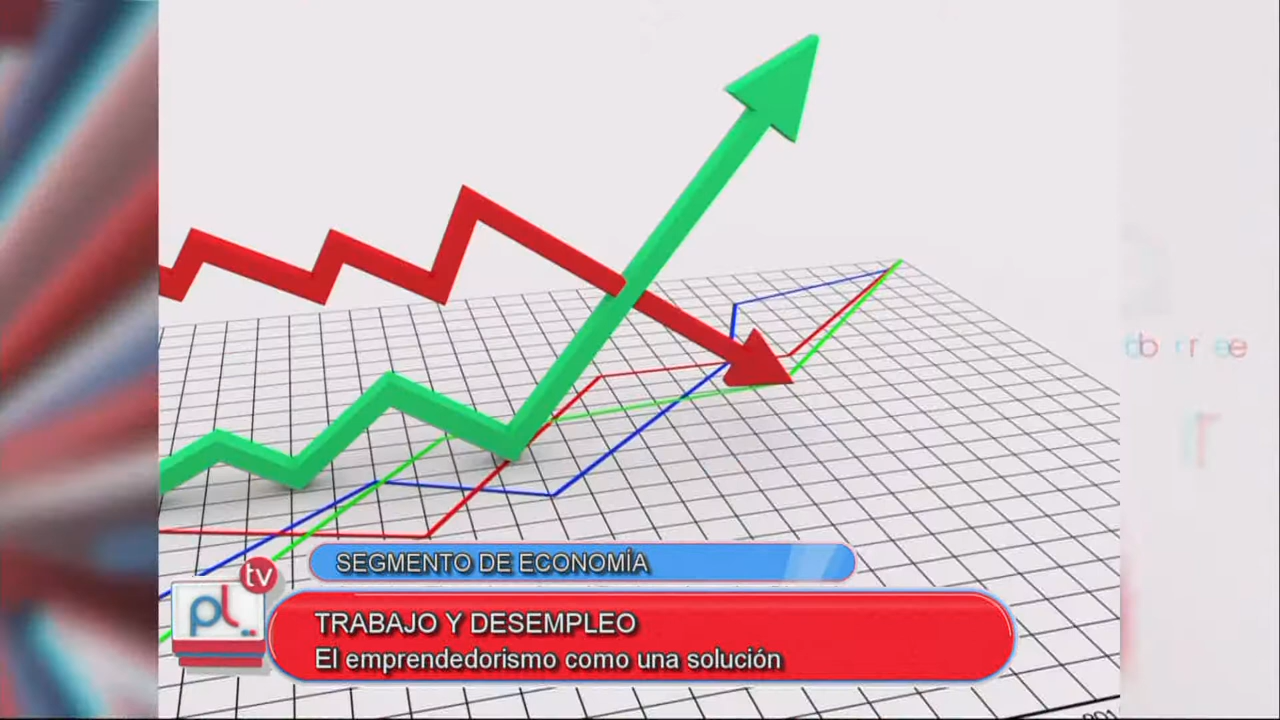 SEGMENTO DE ECONOMÍA
tv
pl..
TRABAJO Y DESEMPLEO
El emprendedorismo como una solución